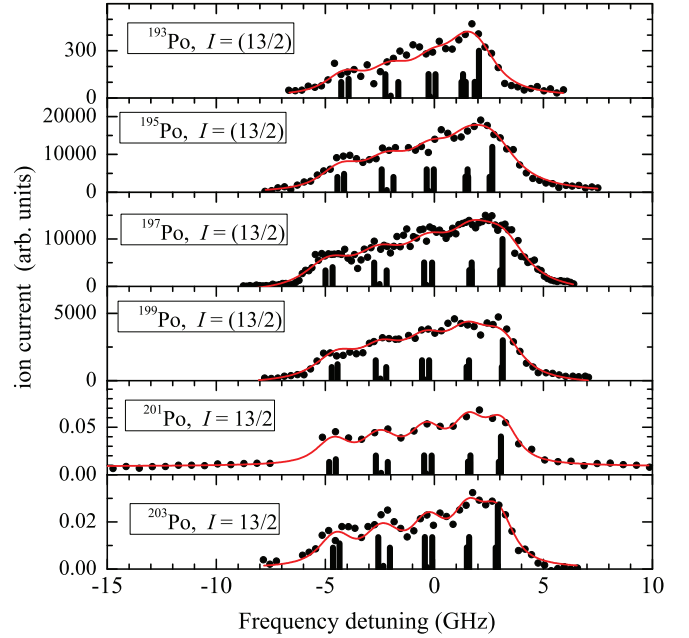 300
0
¹⁹³Po, I = (13/2)
20000
10000
0
¹⁹⁵Po, I = (13/2)
10000
0
¹⁹⁷Po, I = (13/2)
5000
0
¹⁹⁹Po, I = (13/2)
0.05
0.00
²⁰¹Po, I = 13/2
0.02
0.00
²⁰³Po, I = 13/2
-15 -10 -5 0 5 10
Frequency detuning (GHz)
ion current (arb. units)